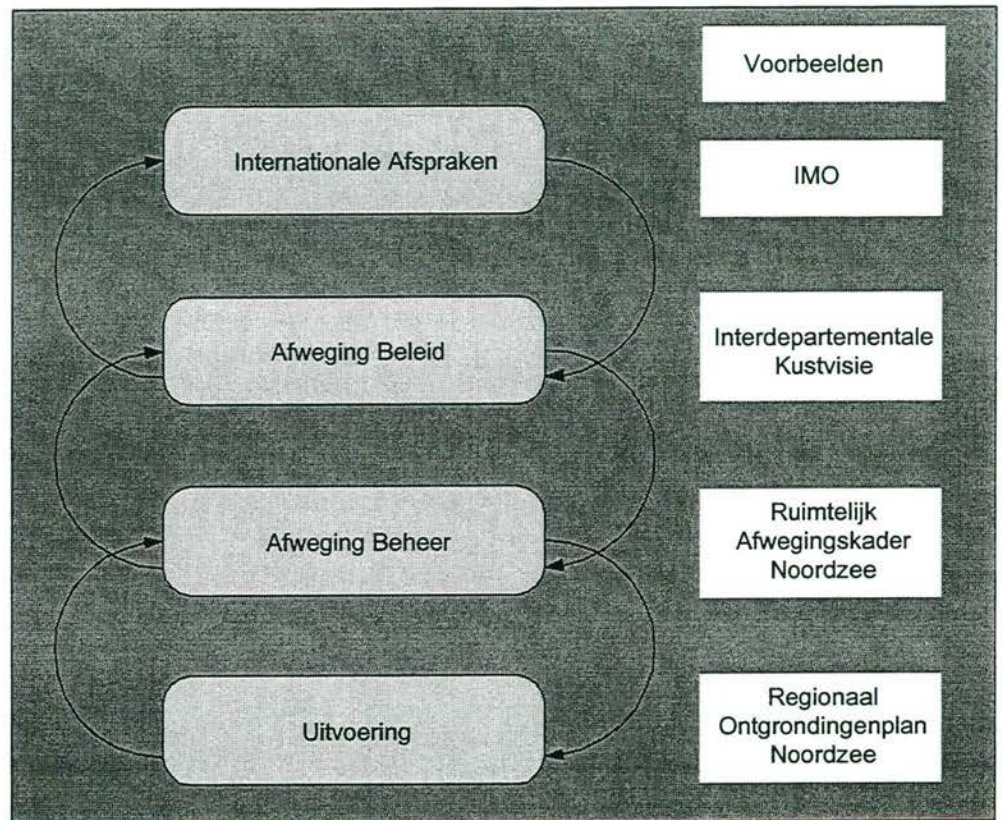 Voorbeelden
Internationale Afspraken
IMO
Afweging Beleid
Interdepartementale
Kustvisie
Afweging Beheer
Ruimtelijk
Afwegingskader
Noordzee
Uitvoering
Regionaal
Ontgrondingenplan
Noordzee